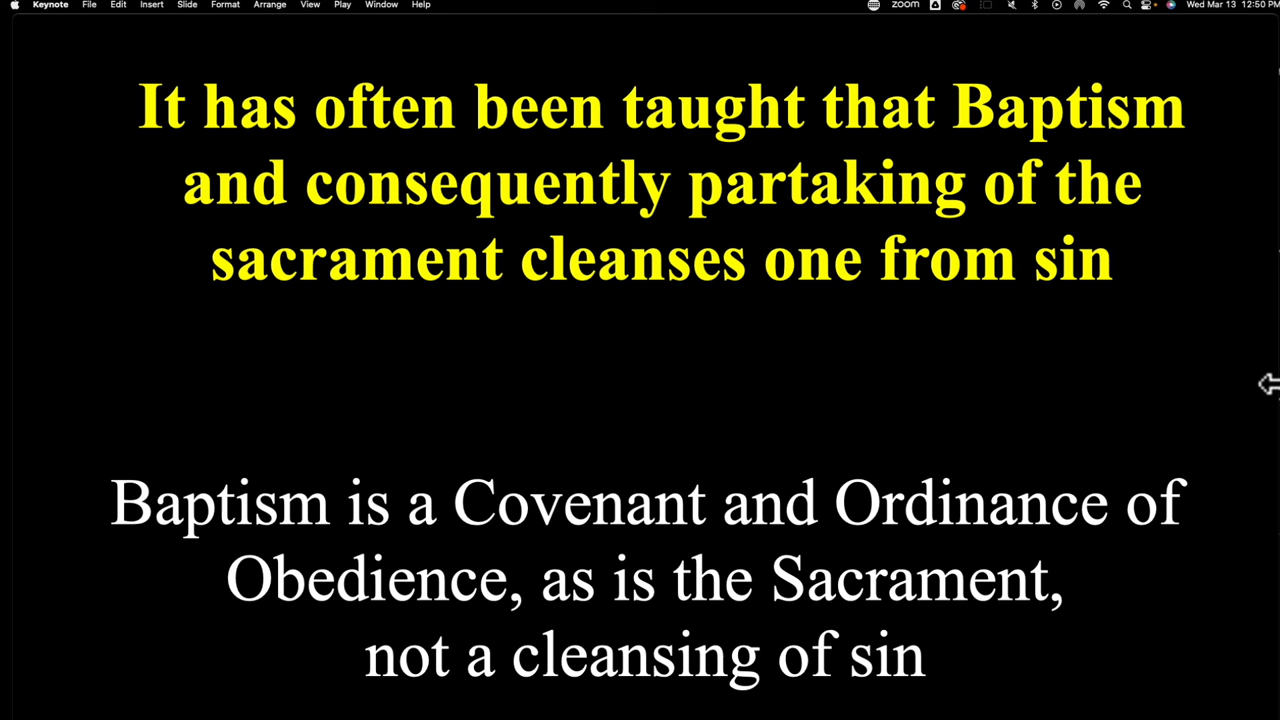 Keynote File Edit Insert Slide Format Arrange View Play Window Help zoom Wed Mar 13 12:50 PM
It has often been taught that Baptism
and consequently partaking of the
sacrament cleanses one from sin
Baptism is a Covenant and Ordinance of
Obedience, as is the Sacrament,
not a cleansing of sin